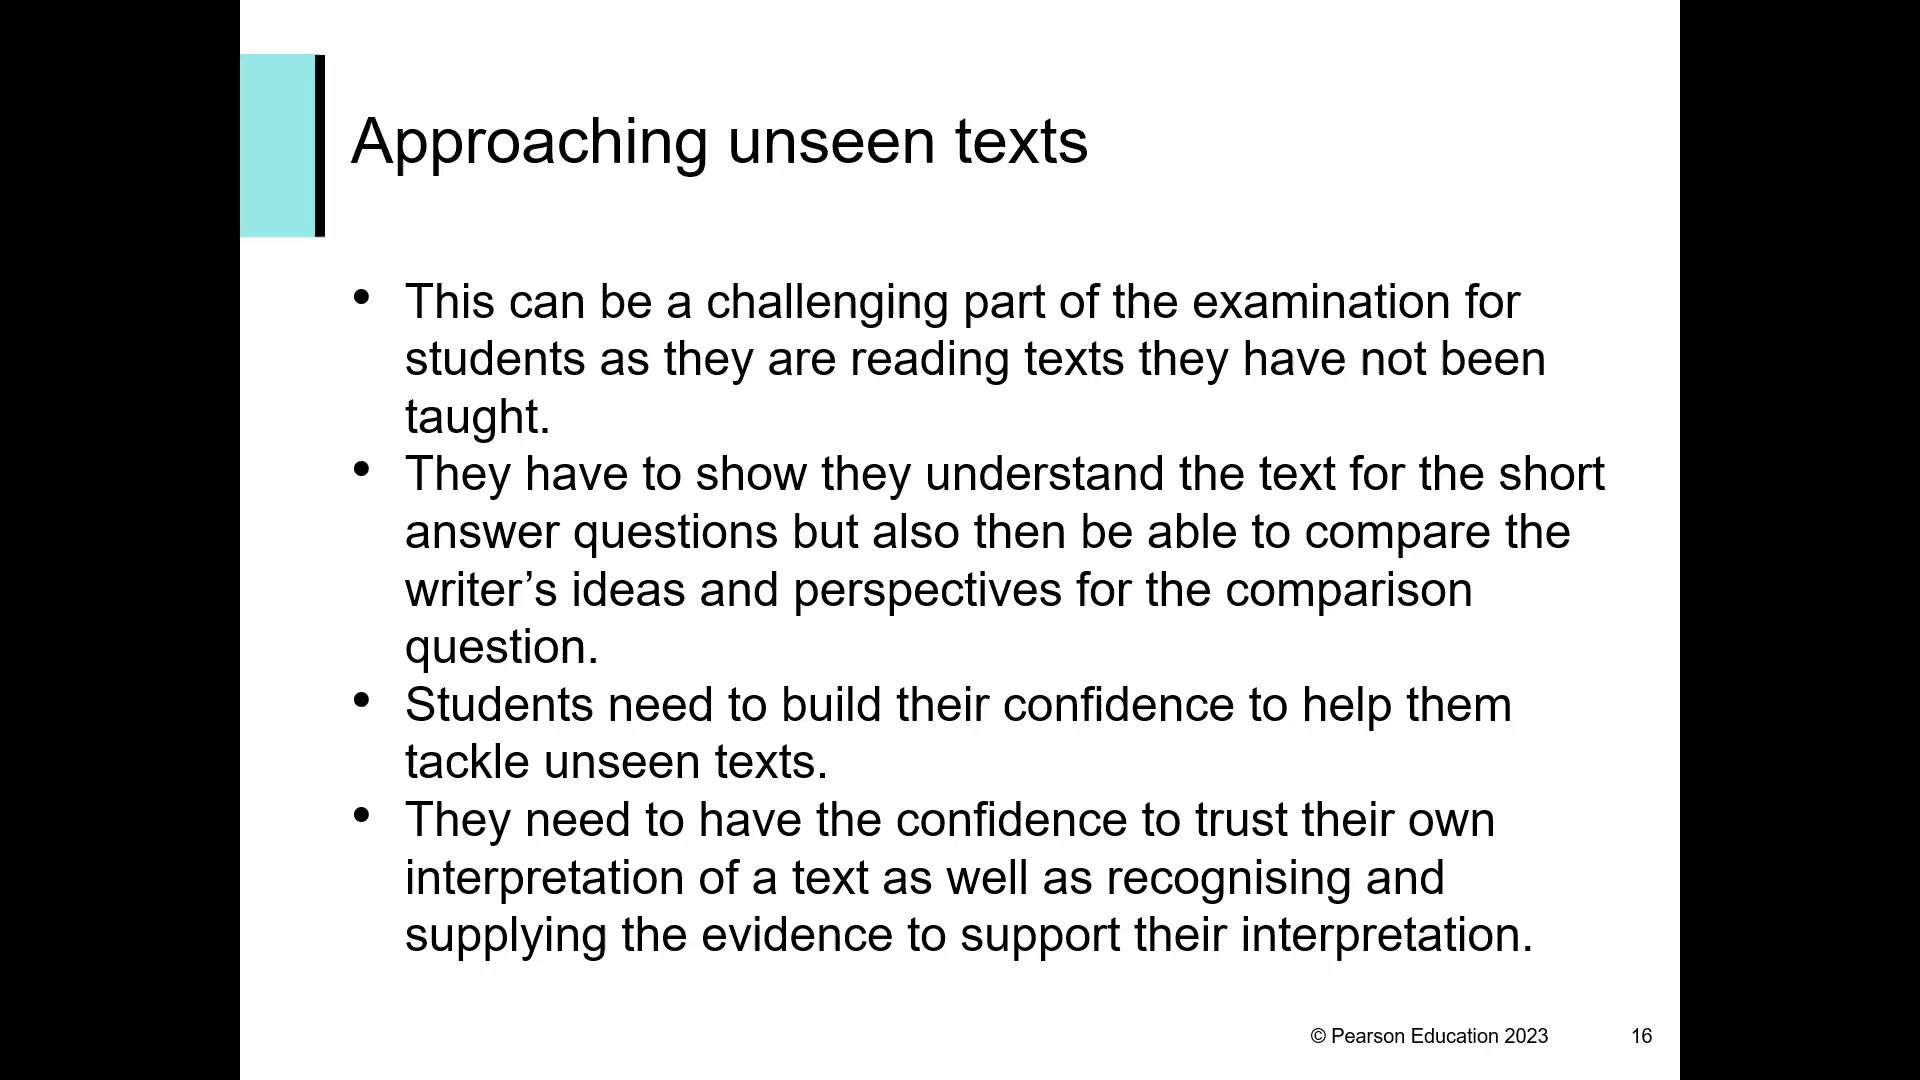 Approaching unseen texts
• This can be a challenging part of the examination for
students as they are reading texts they have not been
taught.
• They have to show they understand the text for the short
answer questions but also then be able to compare the
writer’s ideas and perspectives for the comparison
question.
• Students need to build their confidence to help them
tackle unseen texts.
• They need to have the confidence to trust their own
interpretation of a text as well as recognising and
supplying the evidence to support their interpretation.
© Pearson Education 2023 16